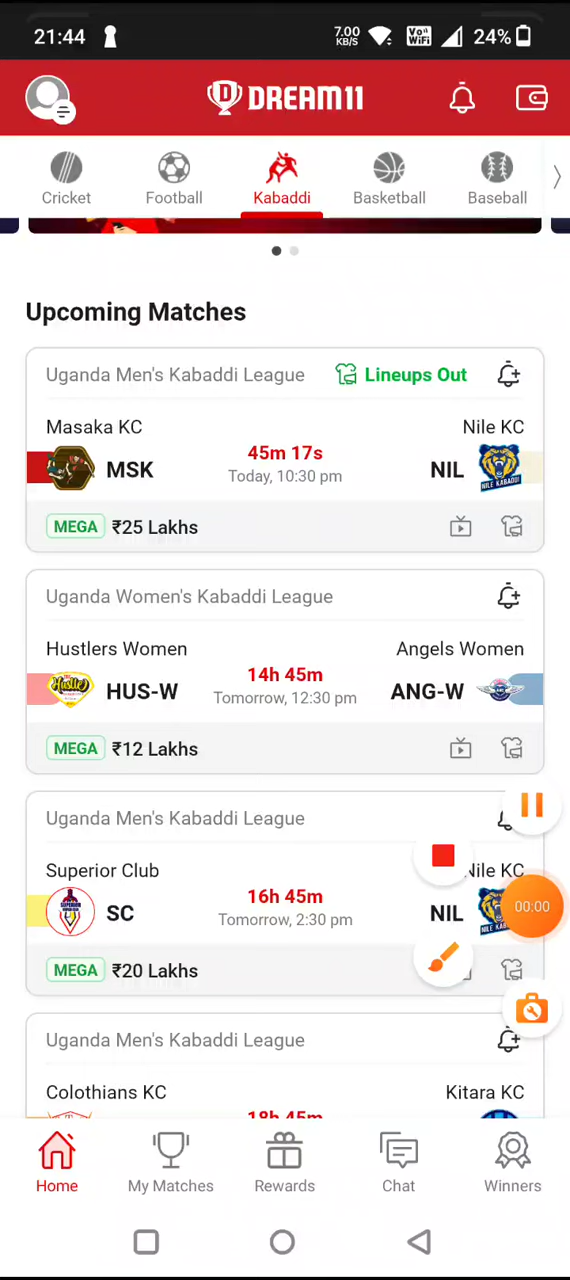 21:44 7.00 KB/S Vo WiFi 24%
DREAM11
Cricket Football Kabaddi Basketball Baseball
Upcoming Matches
Uganda Men's Kabaddi League Lineups Out
Masaka KC Nile KC
MSK 45m 17s NIL
Today, 10:30 pm
NILE KABADDI
MEGA ₹25 Lakhs
Uganda Women's Kabaddi League
Hustlers Women Angels Women
HUS-W 14h 45m ANG-W
Tomorrow, 12:30 pm
MEGA ₹12 Lakhs
Uganda Men's Kabaddi League
Superior Club Nile KC
SC 16h 45m NIL
Tomorrow, 2:30 pm
00:00
MEGA ₹20 Lakhs
Uganda Men's Kabaddi League
Colothians KC Kitara KC
18h 45m
Home My Matches Rewards Chat Winners